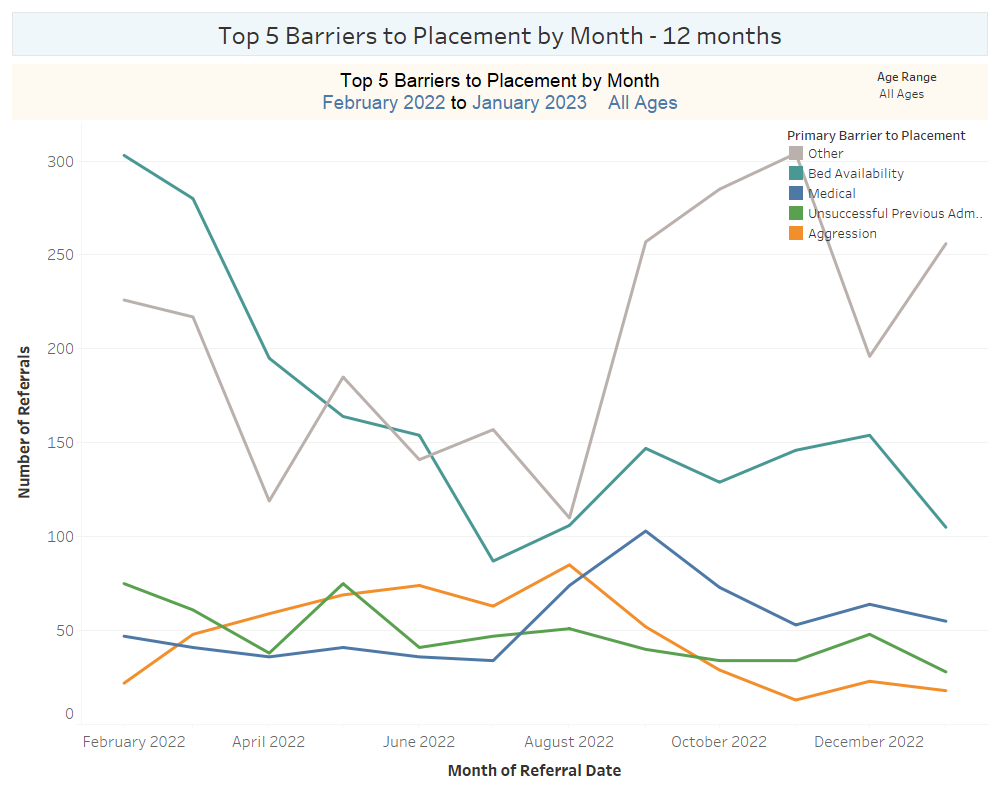 Top 5 Barriers to Placement by Month - 12 months
Top 5 Barriers to Placement by Month
February 2022 to January 2023 All Ages
Age Range
All Ages
Primary Barrier to Placement
Other
Bed Availability
Medical
Unsuccessful Previous Adm..
Aggression
Number of Referrals
300
250
200
150
100
50
0
February 2022 April 2022 June 2022 August 2022 October 2022 December 2022
Month of Referral Date